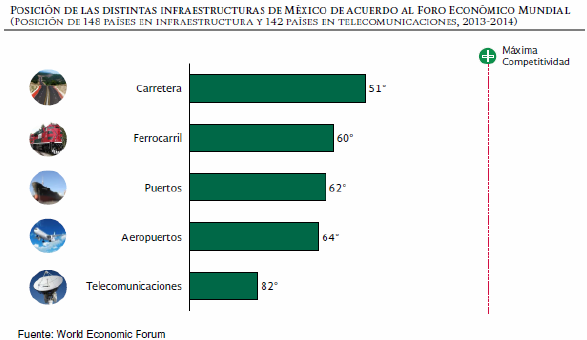 POSICIÓN DE LAS DISTINTAS INFRAESTRUCTURAS DE MÉXICO DE ACUERDO AL FORO ECONÓMICO MUNDIAL
(POSICIÓN DE 148 PAÍSES EN INFRAESTRUCTURA Y 142 PAÍSES EN TELECOMUNICACIONES, 2013-2014)
Máxima
Competitividad
Carretera 51°
Ferrocarril 60°
Puertos 62°
Aeropuertos 64°
Telecomunicaciones 82°
Fuente: World Economic Forum